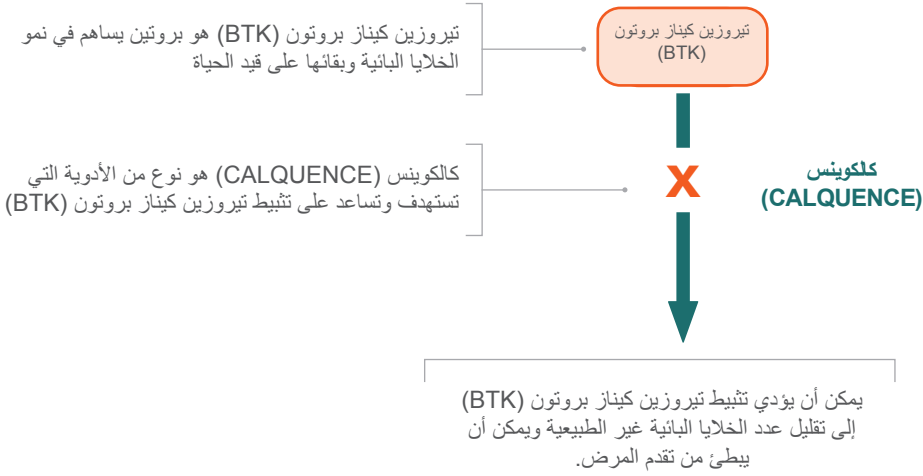 تيروزين كيناز بروتون
(BTK)
تيروزين كيناز بروتون (BTK) هو بروتين يساهم في نمو
الخلايا البائية وبقائها على قيد الحياة
كالكوينس
(CALQUENCE)
كالكوينس (CALQUENCE) هو نوع من الأدوية التي
تستهدف وتساعد على تثبيط تيروزين كيناز بروتون (BTK)
X
يمكن أن يؤدي تثبيط تيروزين كيناز بروتون (BTK)
إلى تقليل عدد الخلايا البائية غير الطبيعية ويمكن أن
يبطئ من تقدم المرض.